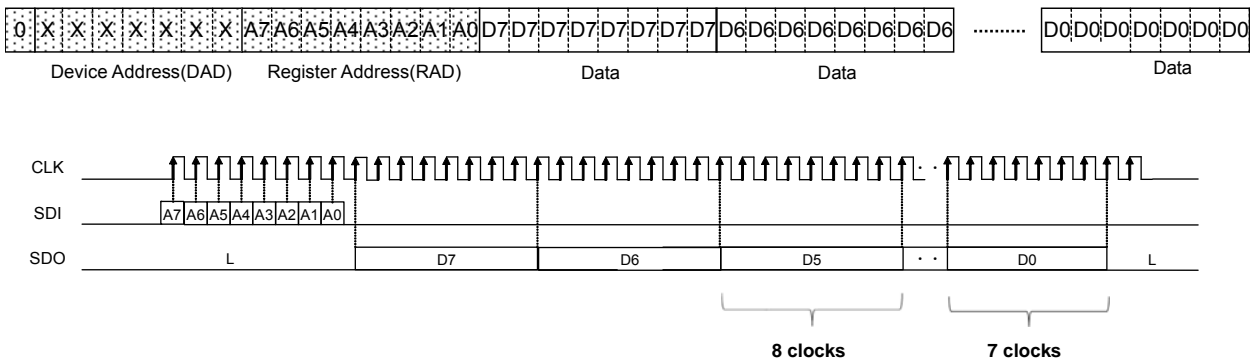 0 X X X X X X X A7 A6 A5 A4 A3 A2 A1 A0 D7 D7 D7 D7 D7 D7 D7 D7 D6 D6 D6 D6 D6 D6 D6 D6 ········· D0 D0 D0 D0 D0 D0 D0
Device Address(DAD) Register Address(RAD) Data Data Data
CLK · ·
SDI A7 A6 A5 A4 A3 A2 A1 A0
SDO L D7 D6 D5 · · D0 L
8 clocks 7 clocks